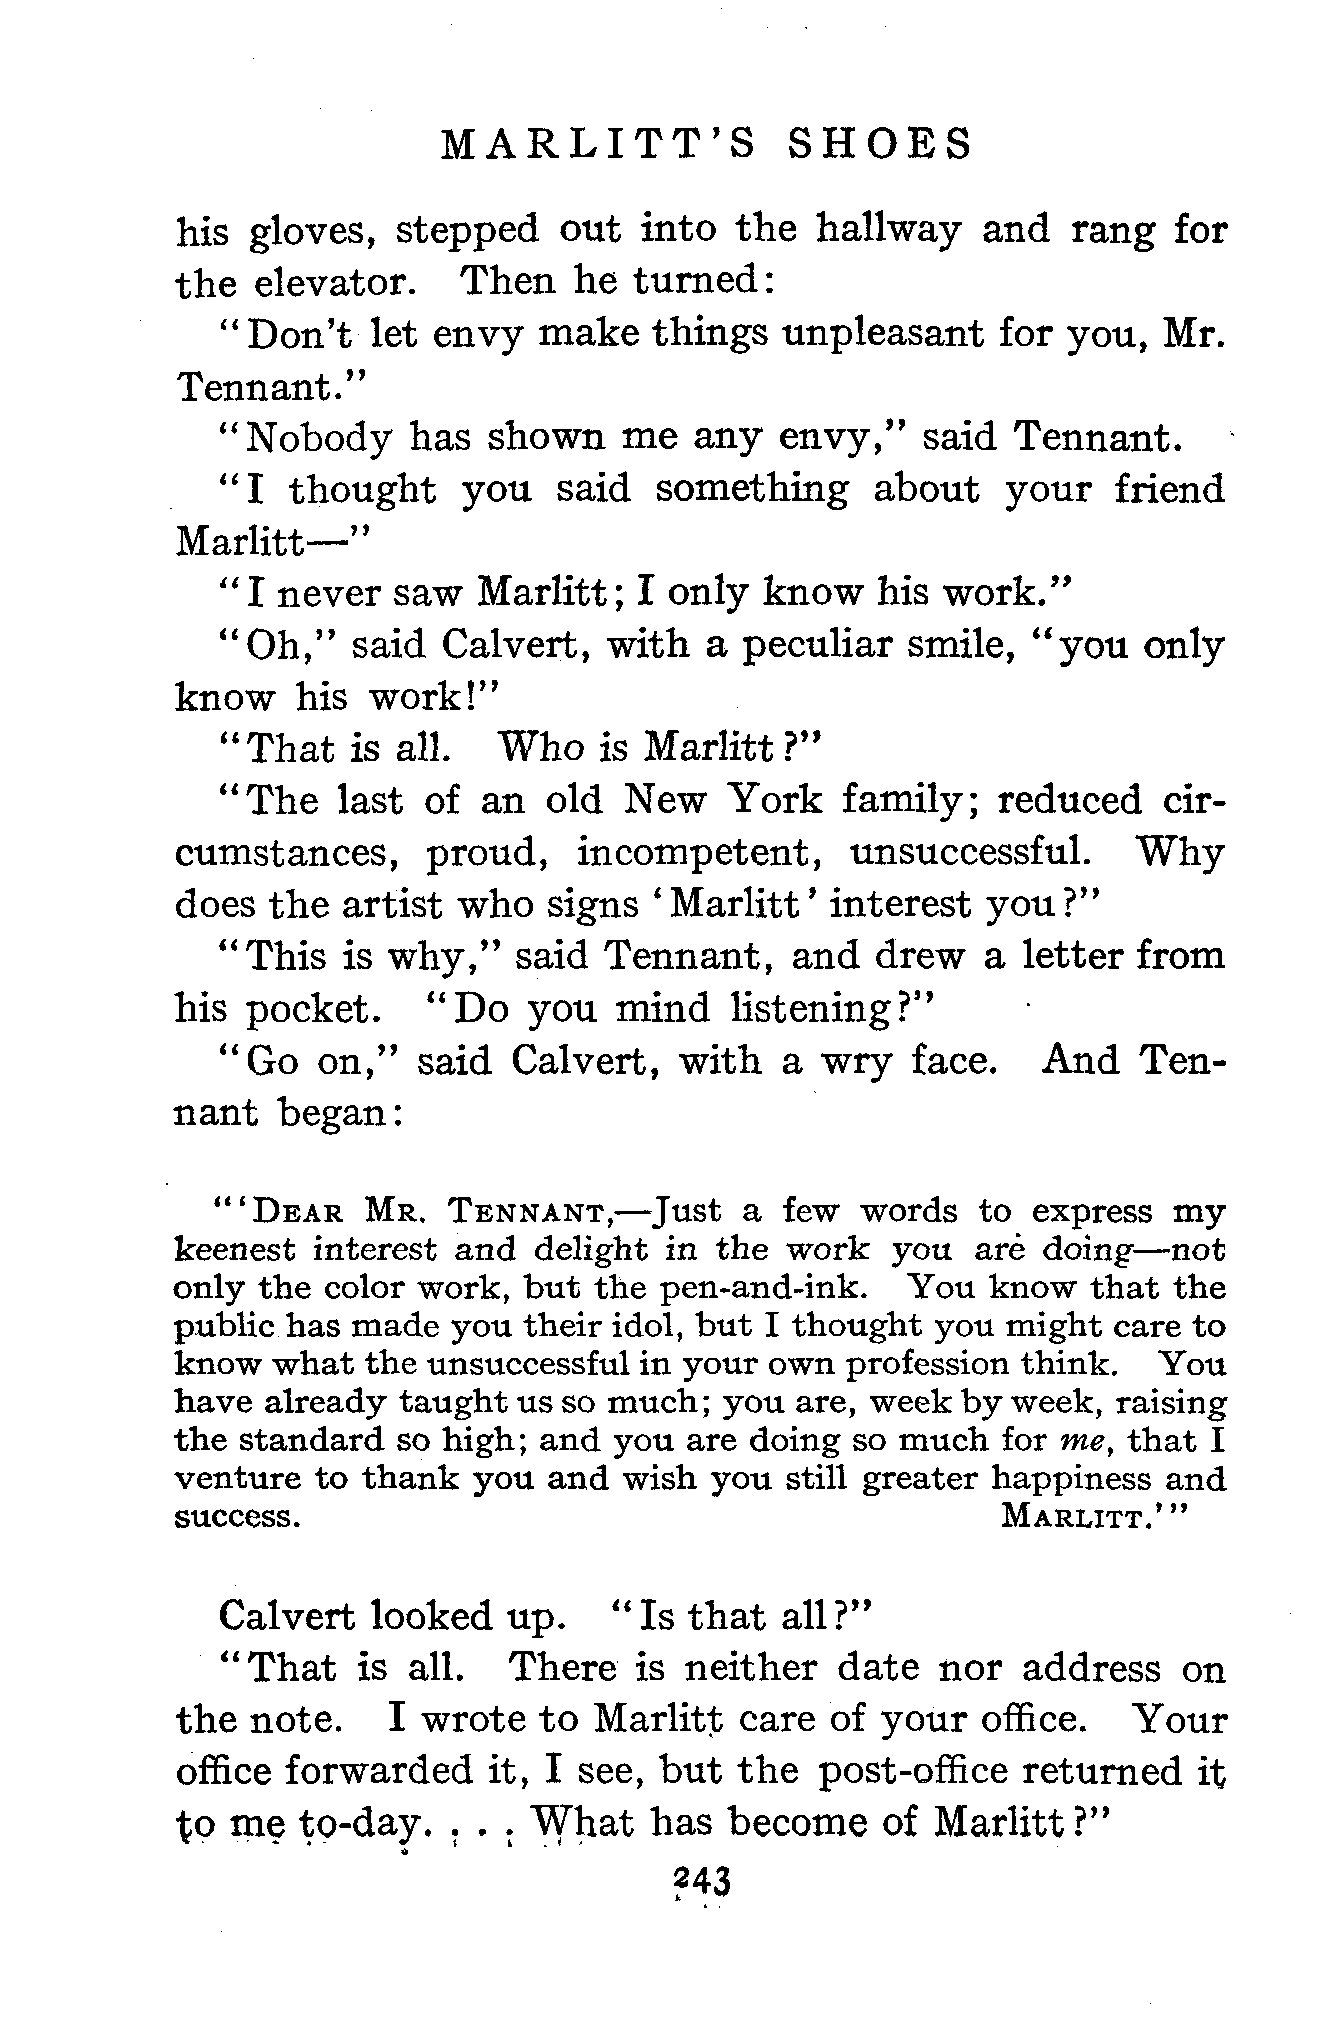 MARLITT'S SHOES
his gloves, stepped out into the hallway and rang for
the elevator. Then he turned:
"Don't let envy make things unpleasant for you, Mr.
Tennant."
"Nobody has shown me any envy," said Tennant.
"I thought you said something about your friend
Marlitt—"
"I never saw Marlitt; I only know his work."
"Oh," said Calvert, with a peculiar smile, "you only
know his work!"
"That is all. Who is Marlitt?"
"The last of an old New York family; reduced cir-
cumstances, proud, incompetent, unsuccessful. Why
does the artist who signs 'Marlitt' interest you?"
"This is why," said Tennant, and drew a letter from
his pocket. "Do you mind listening?"
"Go on," said Calvert, with a wry face. And Ten-
nant began:
"'DEAR MR. TENNANT,—Just a few words to express my
keenest interest and delight in the work you are doing—not
only the color work, but the pen-and-ink. You know that the
public has made you their idol, but I thought you might care to
know what the unsuccessful in your own profession think. You
have already taught us so much; you are, week by week, raising
the standard so high; and you are doing so much for me, that I
venture to thank you and wish you still greater happiness and
success. MARLITT.'"
Calvert looked up. "Is that all?"
"That is all. There is neither date nor address on
the note. I wrote to Marlitt care of your office. Your
office forwarded it, I see, but the post-office returned it
to me to-day. . . . What has become of Marlitt?"
243